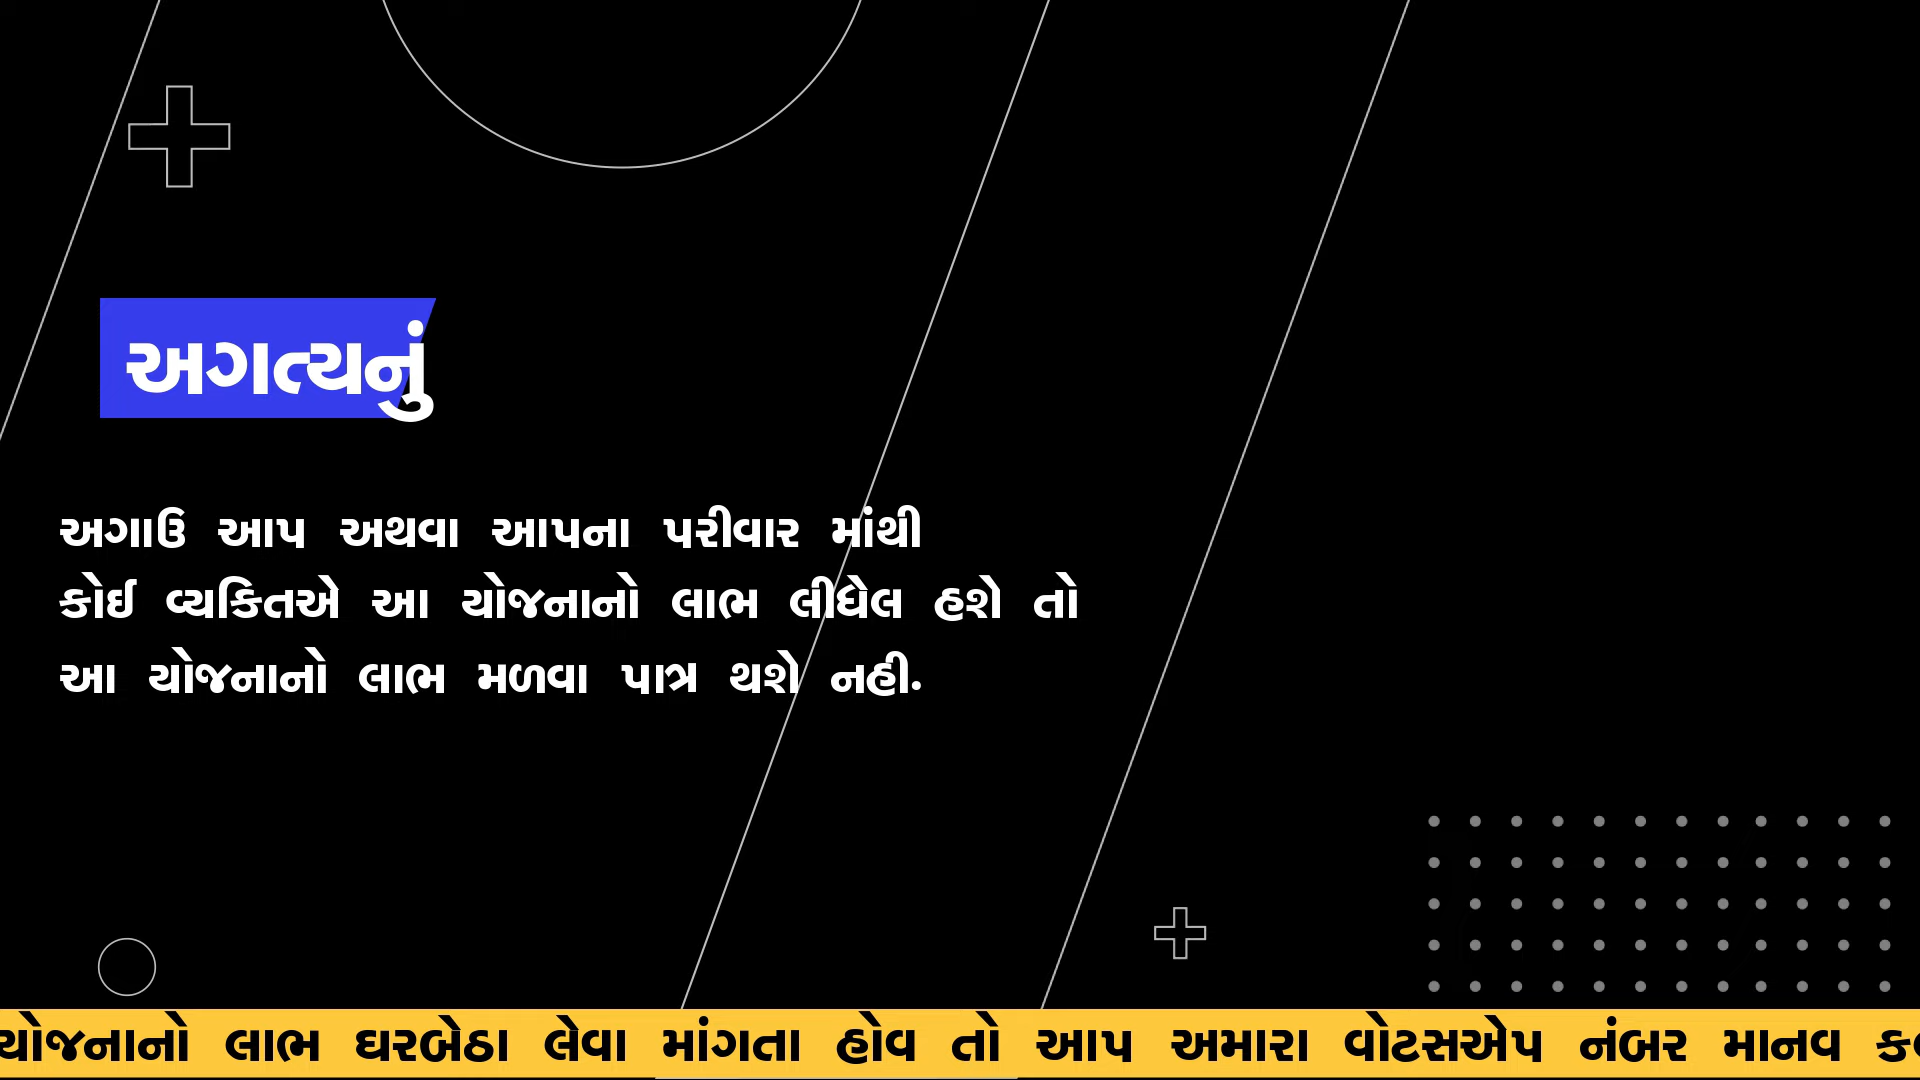 અગત્યનું
અગાઉ આપ અથવા આપના પરીવાર માંથી
કોઈ વ્યકિતએ આ યોજનાનો લાભ લીધેલ હશે તો
આ યોજનાનો લાભ મળવા પાત્ર થશે નહી.
યોજનાનો લાભ ઘરબેઠા લેવા માંગતા હોવ તો આપ અમારા વોટસએપ નંબર માનવ